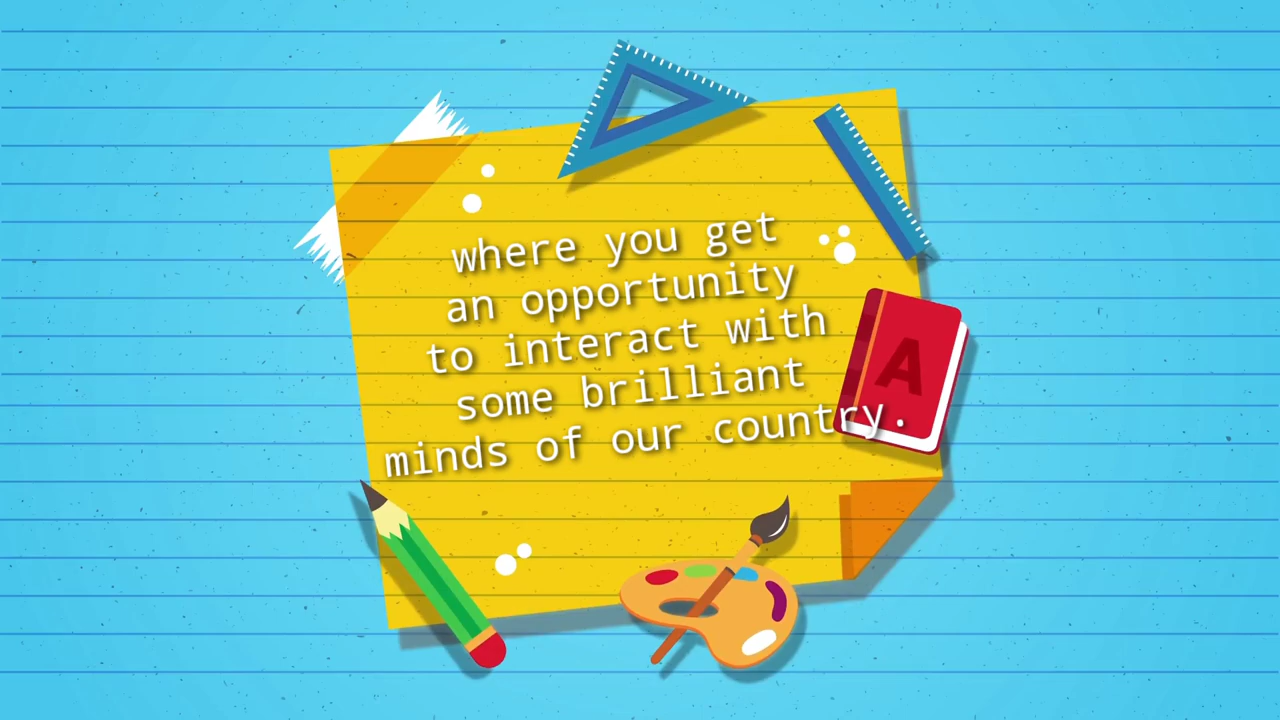 where you get
an opportunity
to interact with
some brilliant
minds of our country.
A